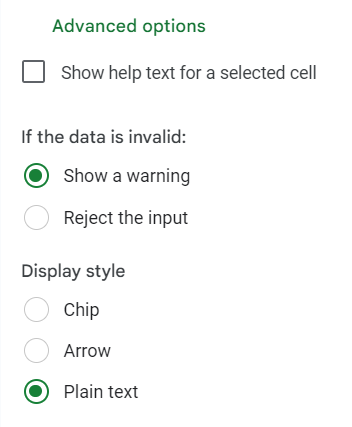 Advanced options
Show help text for a selected cell
If the data is invalid:
Show a warning
Reject the input
Display style
Chip
Arrow
Plain text